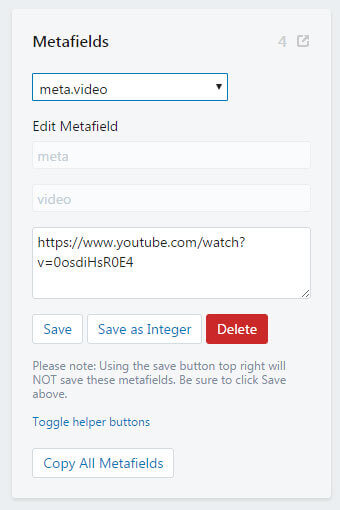 Metafields 4
meta.video
Edit Metafield
meta
video
https://www.youtube.com/watch?
v=0osdiHsR0E4
Save Save as Integer Delete
Please note: Using the save button top right will
NOT save these metafields. Be sure to click Save
above.
Toggle helper buttons
Copy All Metafields